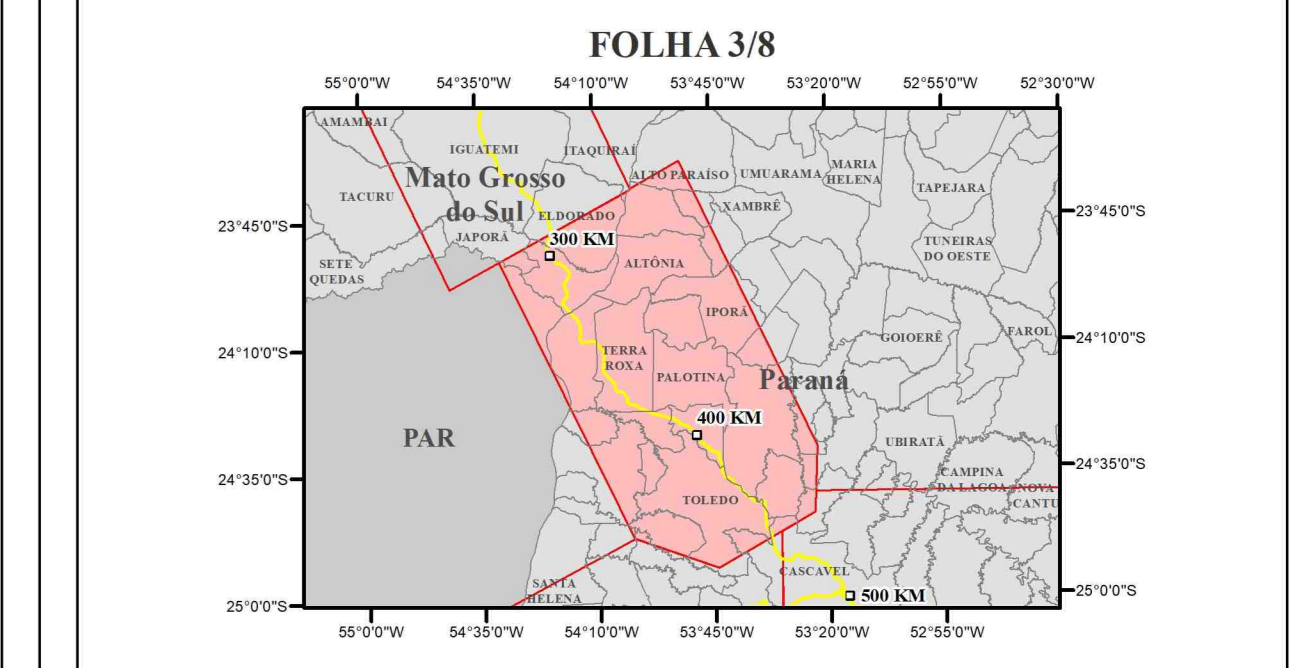 FOLHA 3/8
55°0'0"W 54°35'0"W 54°10'0"W 53°45'0"W 53°20'0"W 52°55'0"W 52°30'0"W
AMAMBAI
IGUATEMI
ITAQUIRAÍ
ALTO PARAÍSO
UMUARAMA
MARIA
HELENA
TAPEJARA
Mato Grosso
do Sul
TACURU
ELDORADO
XAMBRÊ
23°45'0"S
23°45'0"S
JAPORÃ
300 KM
TUNEIRAS
DO OESTE
SETE
QUEDAS
ALTÔNIA
IPORÃ
GOIOERÊ
FAROL
24°10'0"S
24°10'0"S
TERRA
ROXA
PALOTINA
Paraná
400 KM
PAR
UBIRATÃ
24°35'0"S
24°35'0"S
CAMPINA
DA LAGOA
NOVA
CANTU
TOLEDO
CASCAVEL
SANTA
HELENA
500 KM
25°0'0"S
25°0'0"S
55°0'0"W 54°35'0"W 54°10'0"W 53°45'0"W 53°20'0"W 52°55'0"W